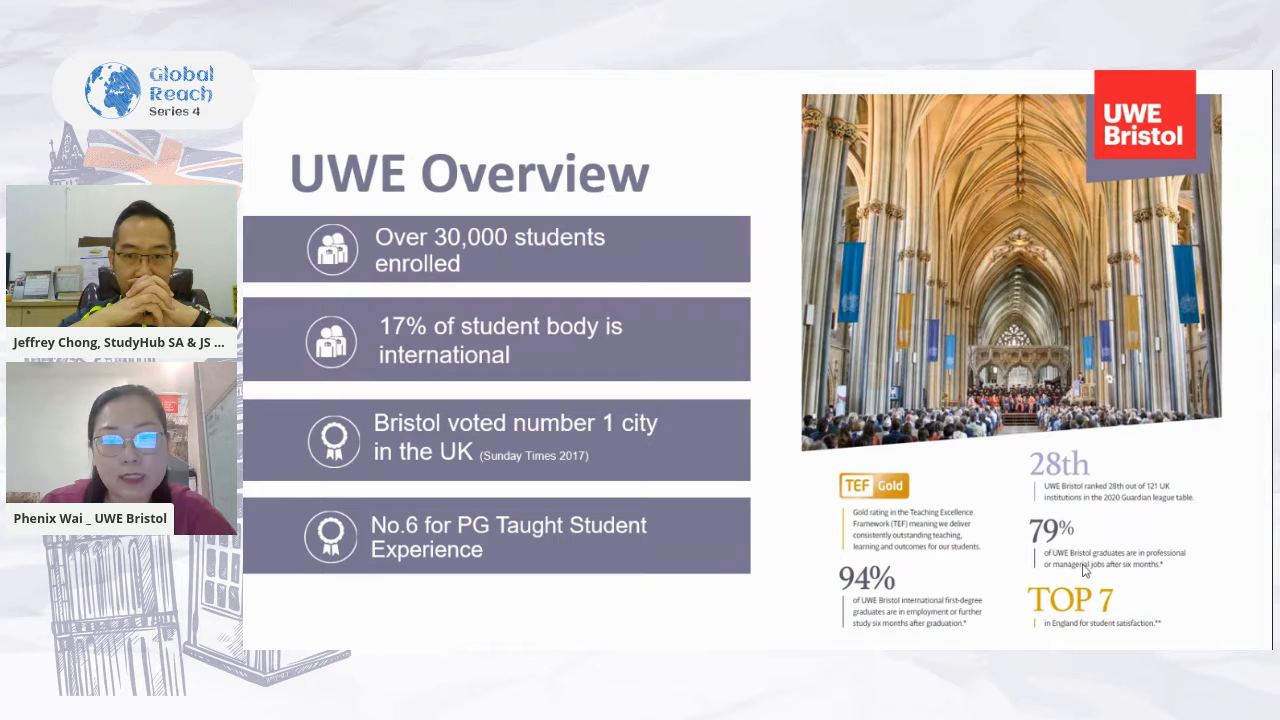 Global
Reach
Series 4
UWE
Bristol
UWE Overview
Over 30,000 students
enrolled
17% of student body is
international
Bristol voted number 1 city
in the UK (Sunday Times 2017)
No.6 for PG Taught Student
Experience
Jeffrey Chong, StudyHub SA & JS ...
Phenix Wai _ UWE Bristol
TEF Gold
Gold rating in the Teaching Excellence
Framework (TEF) meaning we deliver
consistently outstanding teaching,
learning and outcomes for our students.
94%
of UWE Bristol international first-degree
graduates are in employment or further
study six months after graduation.*
28th
UWE Bristol ranked 28th out of 121 UK
institutions in the 2020 Guardian league table.
79%
of UWE Bristol graduates are in professional
or managerial jobs after six months.*
TOP 7
in England for student satisfaction.**